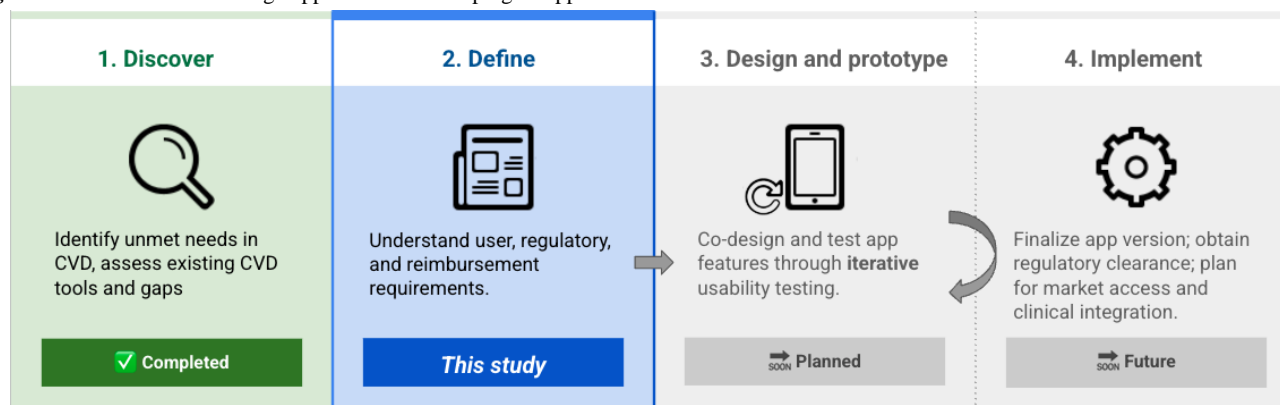 1. Discover
Identify unmet needs in
CVD, assess existing CVD
tools and gaps
✅ Completed
2. Define
Understand user, regulatory,
and reimbursement
requirements.
This study
3. Design and prototype
Co-design and test app
features through iterative
usability testing.
SOON Planned
4. Implement
Finalize app version; obtain
regulatory clearance; plan
for market access and
clinical integration.
SOON Future